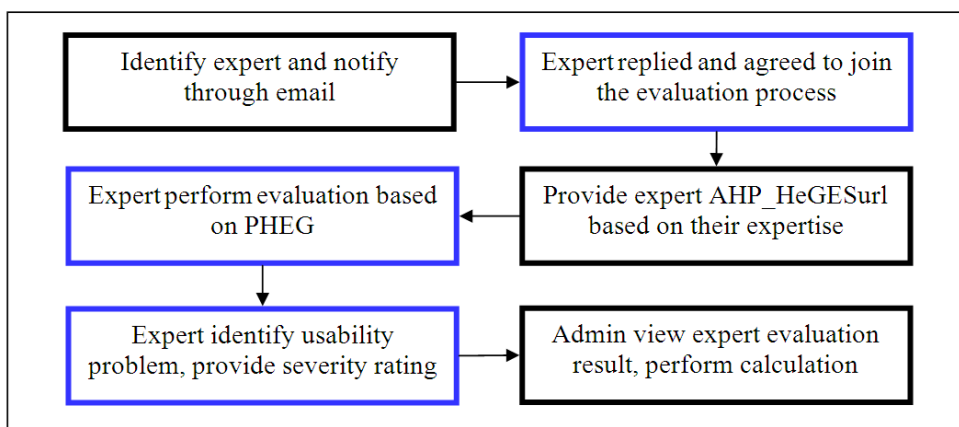 Identify expert and notify
through email
Expert replied and agreed to join
the evaluation process
Provide expert AHP_HeGESurl
based on their expertise
Expert perform evaluation based
on PHEG
Expert identify usability
problem, provide severity rating
Admin view expert evaluation
result, perform calculation